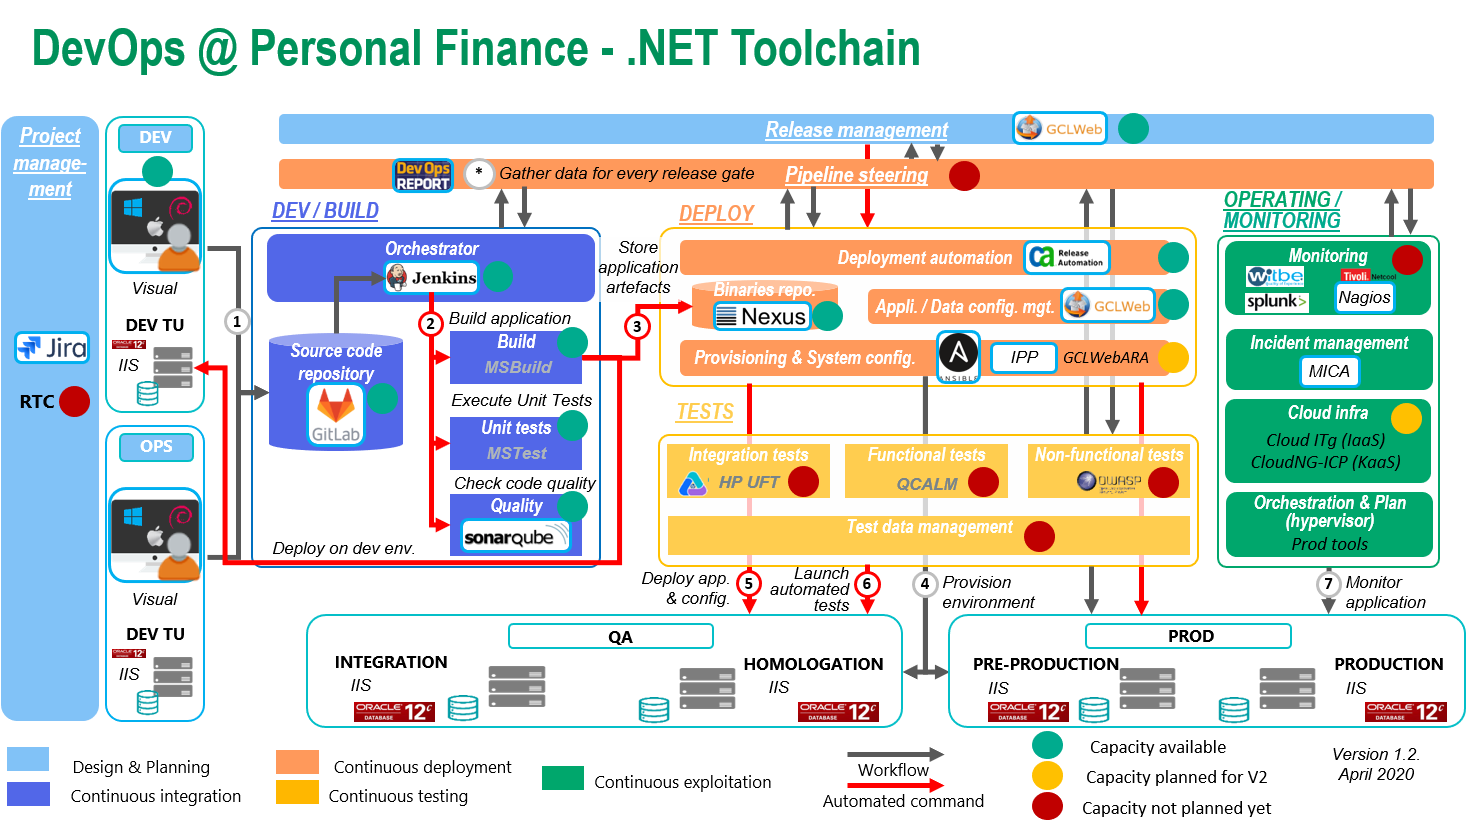 DevOps @ Personal Finance - .NET Toolchain
Project
manage-
ment
Jira
RTC
DEV
Visual
DEV TU
ORACLE 12c
IIS
OPS
Visual
DEV TU
ORACLE 12c
IIS
Release management
GCLWeb
DevOps
REPORT
*
Gather data for every release gate
Pipeline steering
DEV / BUILD
Orchestrator
Jenkins
1
2
Build application
Source code
repository
GitLab
Build
MSBuild
Execute Unit Tests
Unit tests
MSTest
Check code quality
Quality
sonarqube
Deploy on dev env.
Store
application
artefacts
3
DEPLOY
Deployment automation
ca Release
Automation
Binaries repo.
Nexus
Appli. / Data config. mgt.
GCLWeb
Provisioning & System config.
ANSIBLE
IPP
GCLWebARA
TESTS
Integration tests
HP UFT
Functional tests
QCALM
Non-functional tests
OWASP
Test data management
OPERATING /
MONITORING
Monitoring
Witbe
Tivoli. Netcool
splunk>
Nagios
Incident management
MICA
Cloud infra
Cloud ITg (IaaS)
CloudNG-ICP (KaaS)
Orchestration & Plan
(hypervisor)
Prod tools
Deploy app.
& config.
5
Launch
automated
tests
6
4
Provision
environment
7
Monitor
application
QA
INTEGRATION
IIS
ORACLE DATABASE 12c
HOMOLOGATION
IIS
ORACLE DATABASE 12c
PROD
PRE-PRODUCTION
IIS
ORACLE DATABASE 12c
PRODUCTION
IIS
ORACLE DATABASE 12c
Design & Planning
Continuous integration
Continuous deployment
Continuous testing
Continuous exploitation
Workflow
Automated command
Capacity available
Capacity planned for V2
Capacity not planned yet
Version 1.2.
April 2020